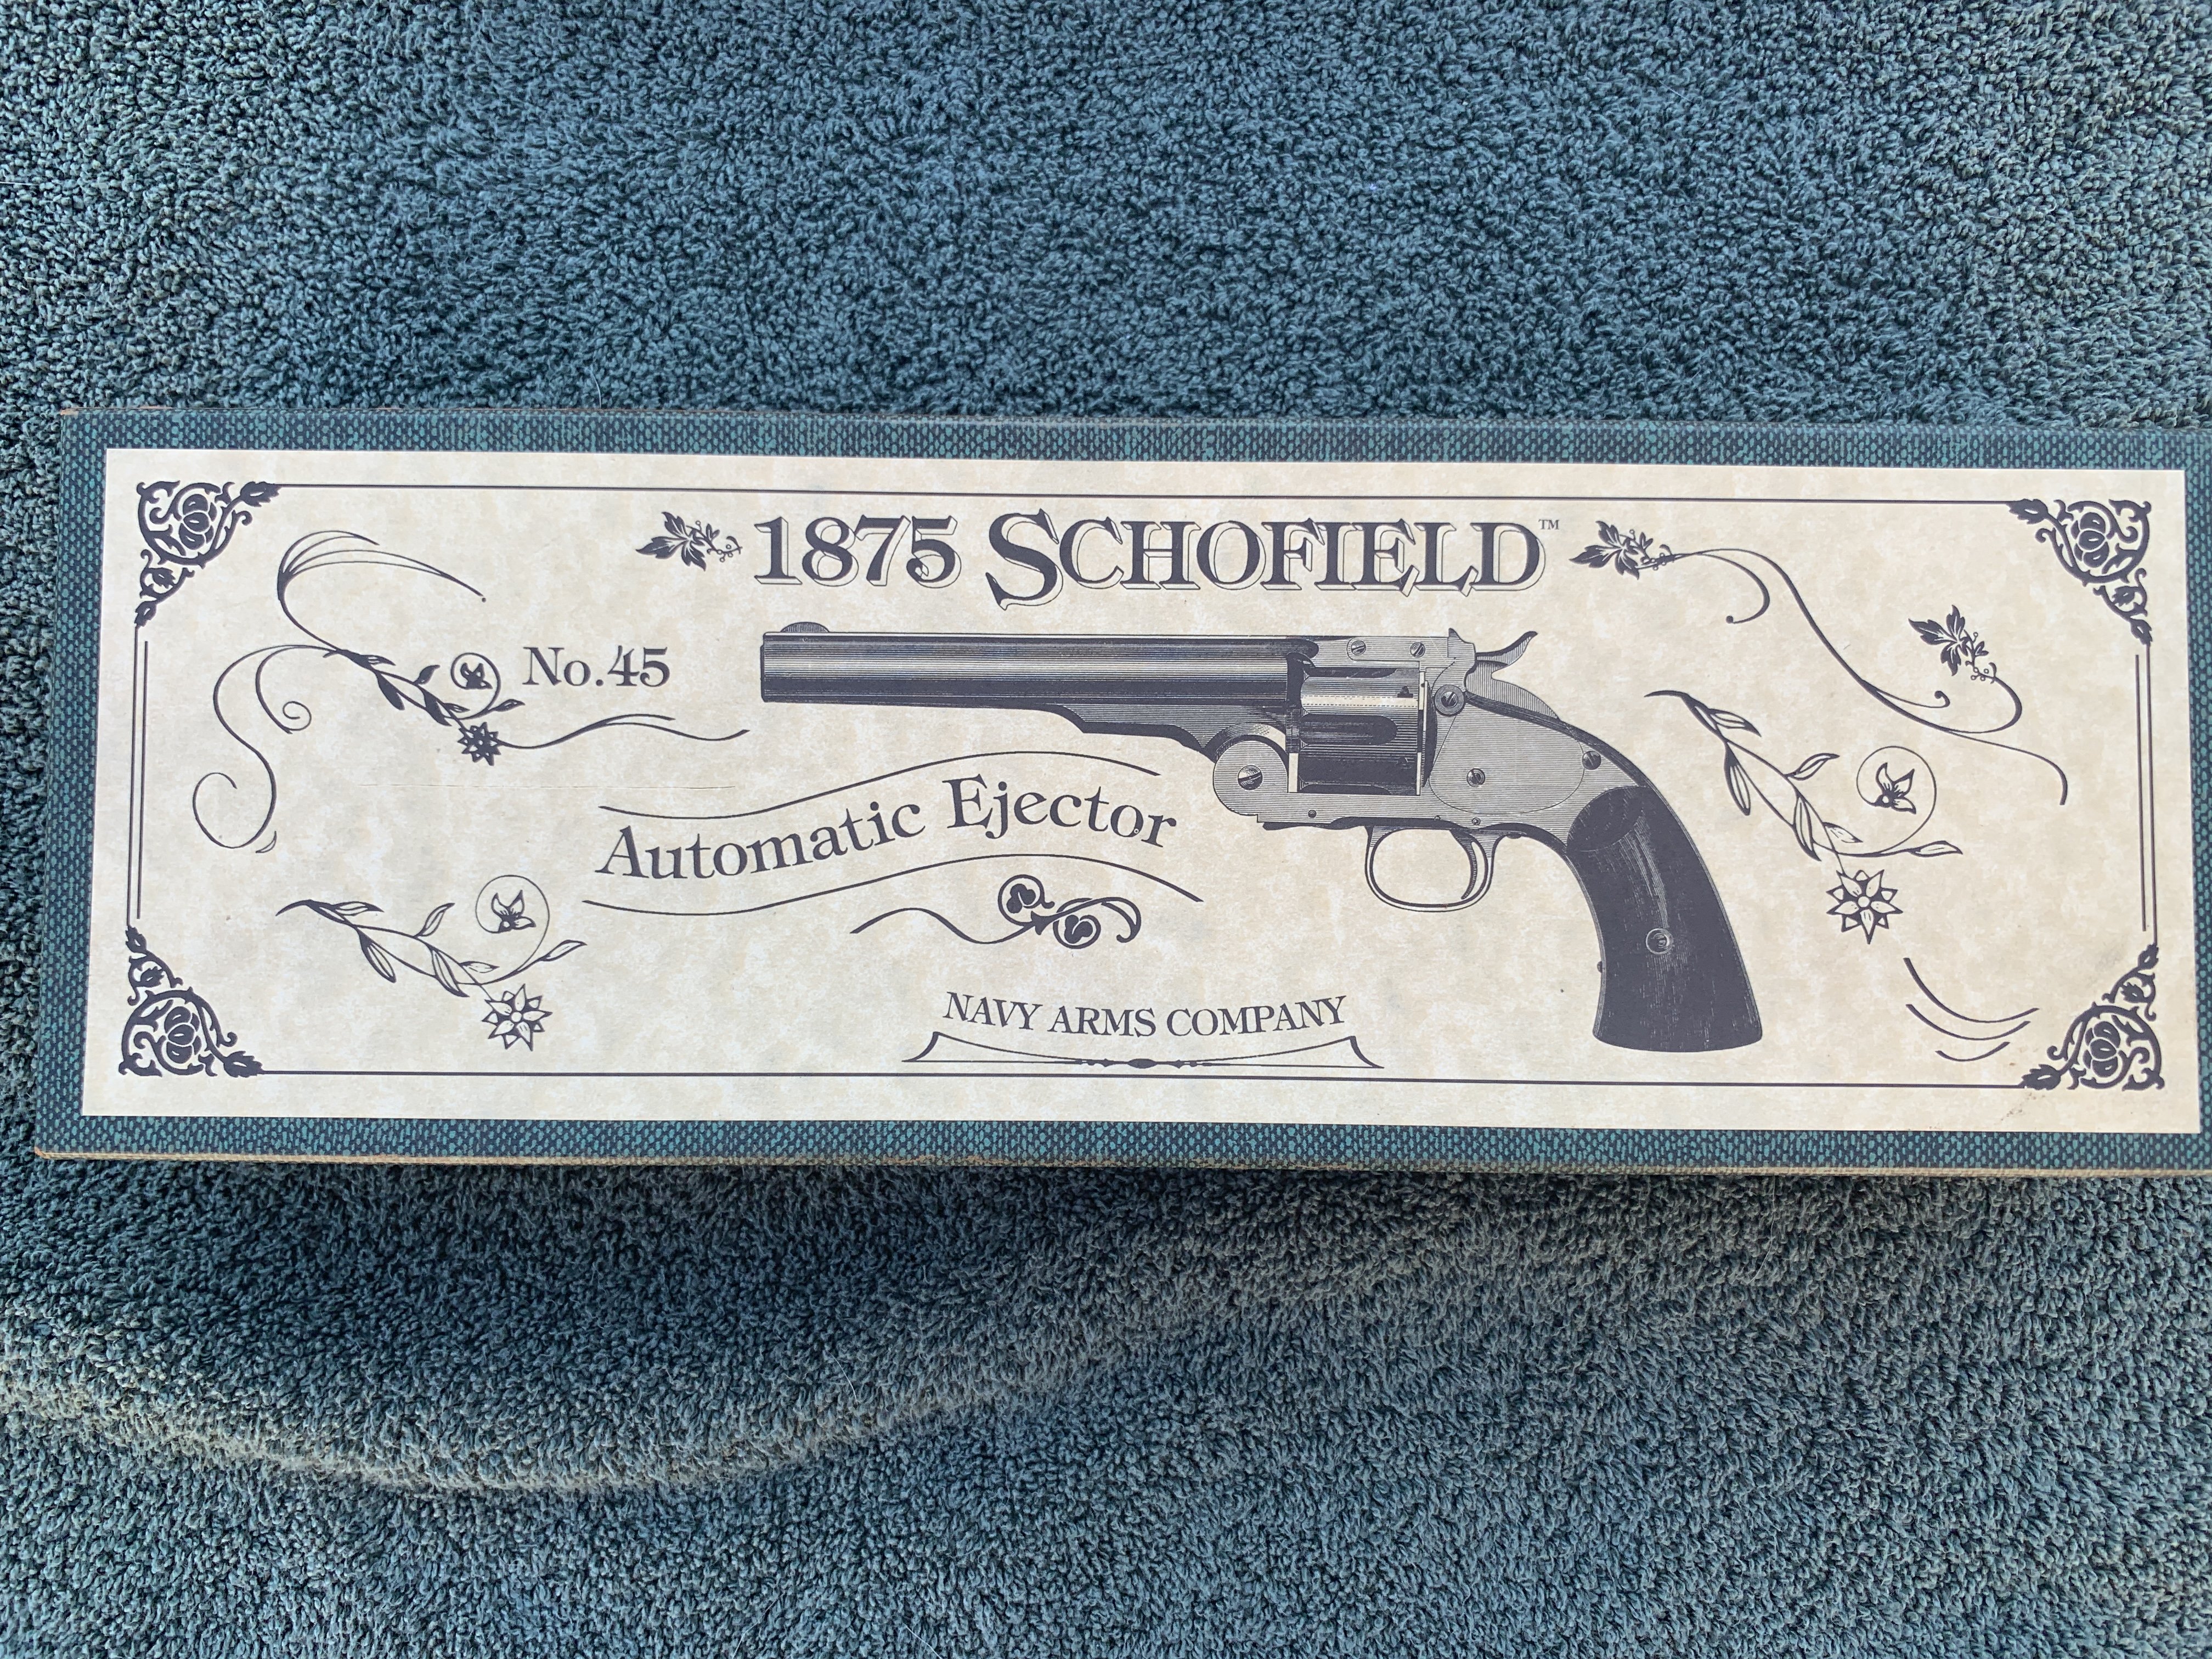 1875 SCHOFIELD™
No.45
Automatic Ejector
NAVY ARMS COMPANY